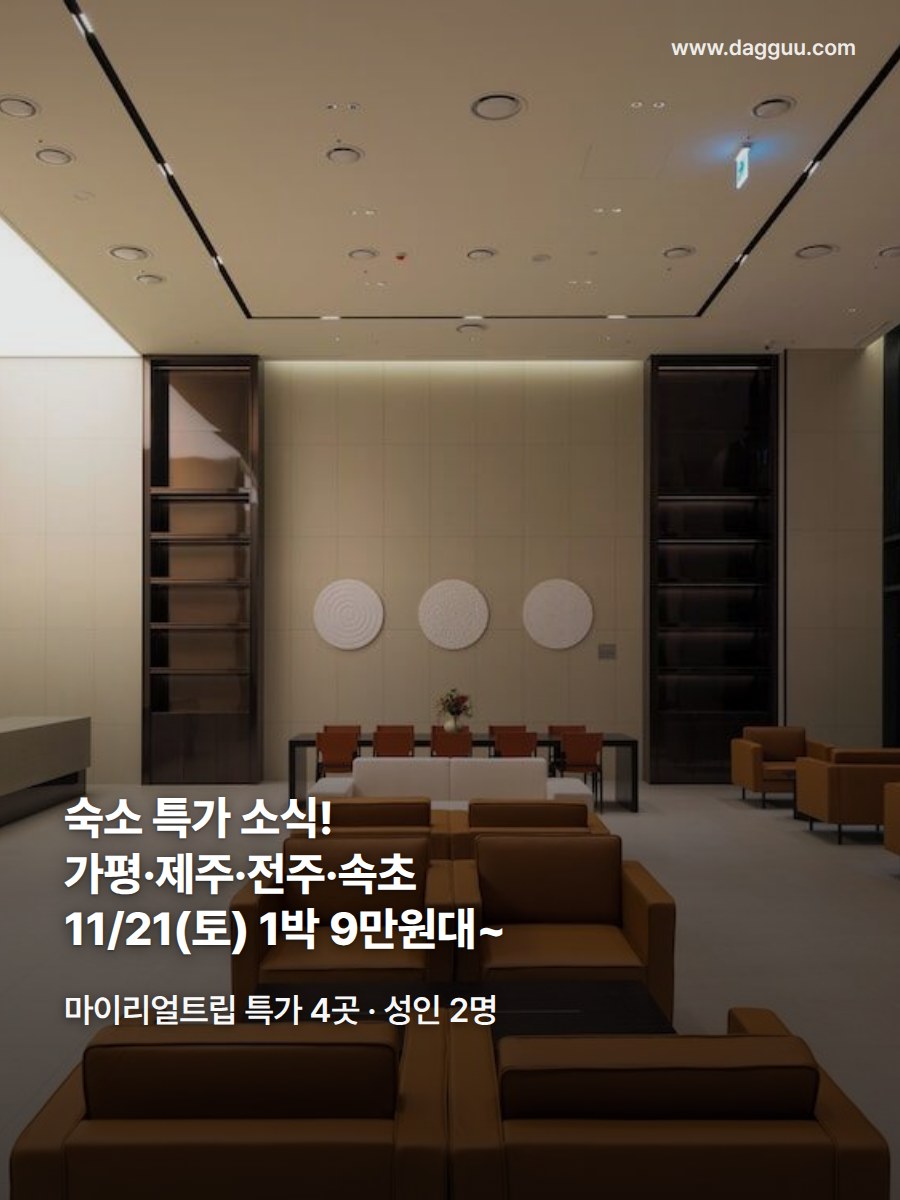 www.dagguu.com
숙소 특가 소식!
가평·제주·전주·속초
11/21(토) 1박 9만원대~
마이리얼트립 특가 4곳 · 성인 2명